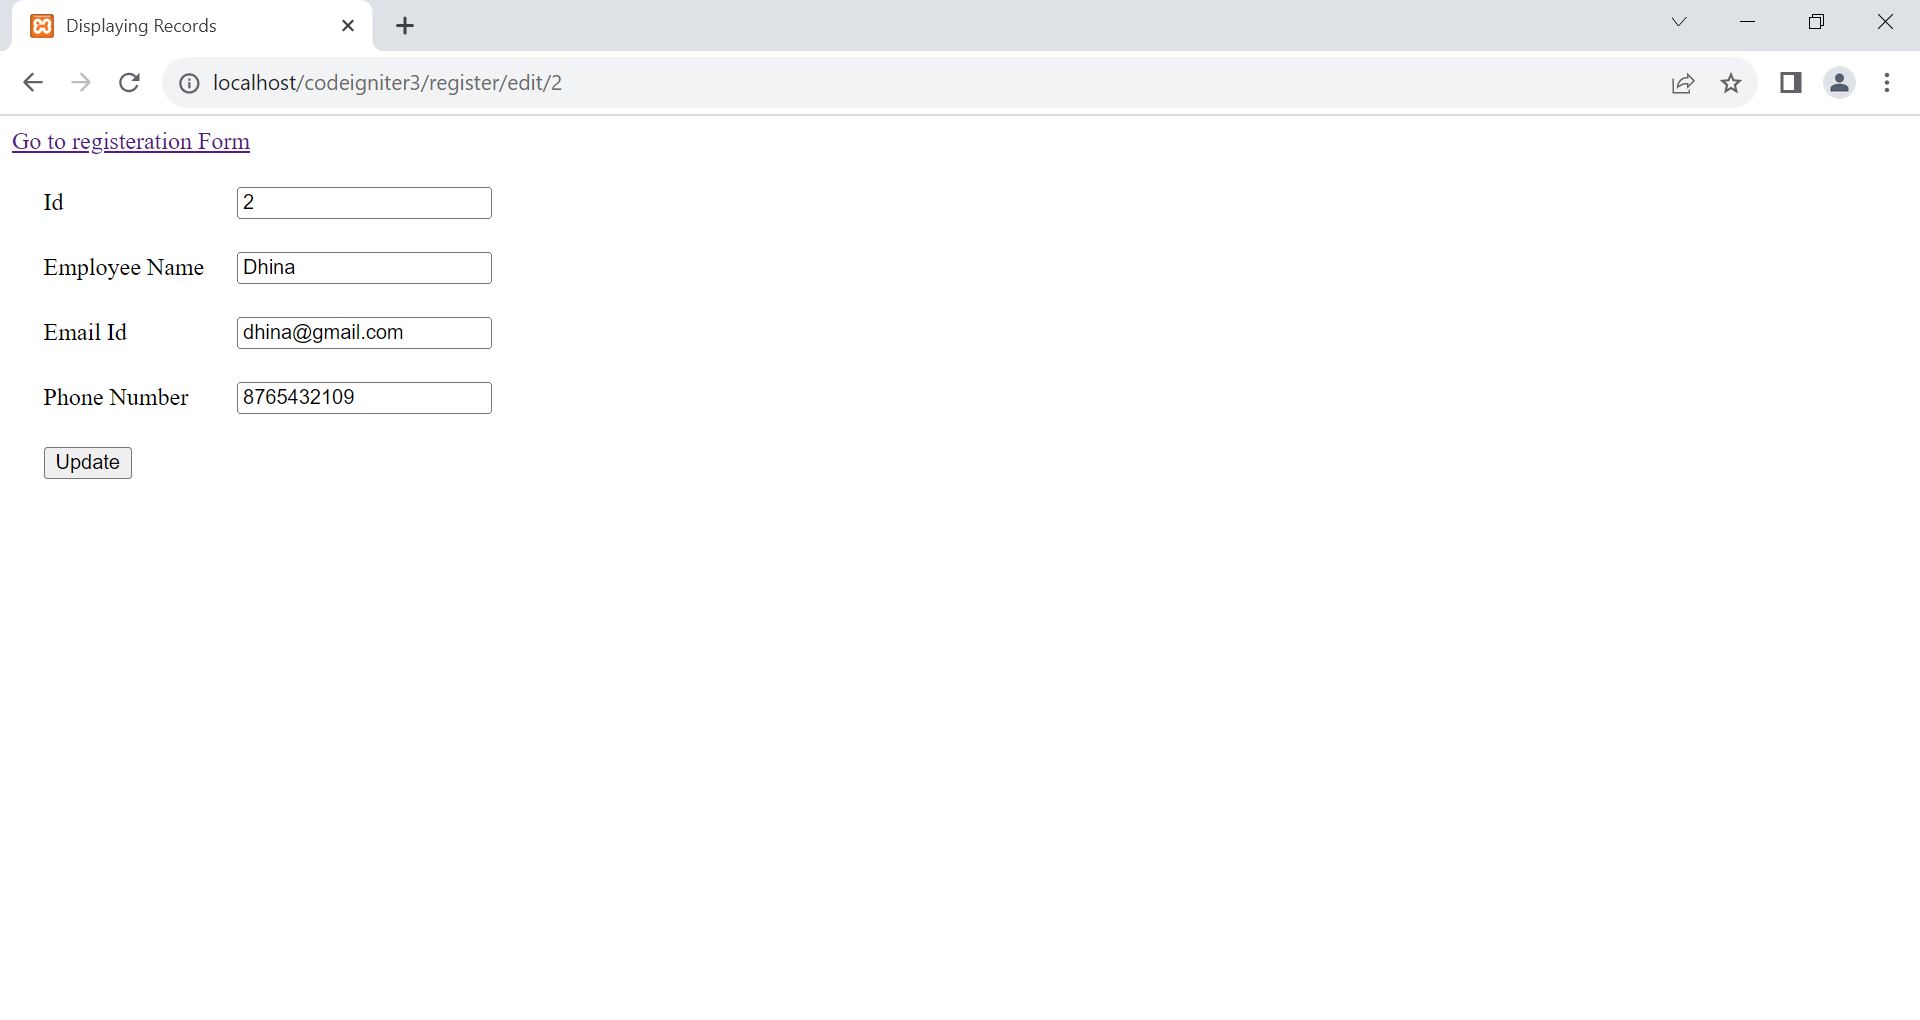 Displaying Records
localhost/codeigniter3/register/edit/2
Go to registeration Form
Id 2
Employee Name Dhina
Email Id dhina@gmail.com
Phone Number 8765432109
Update